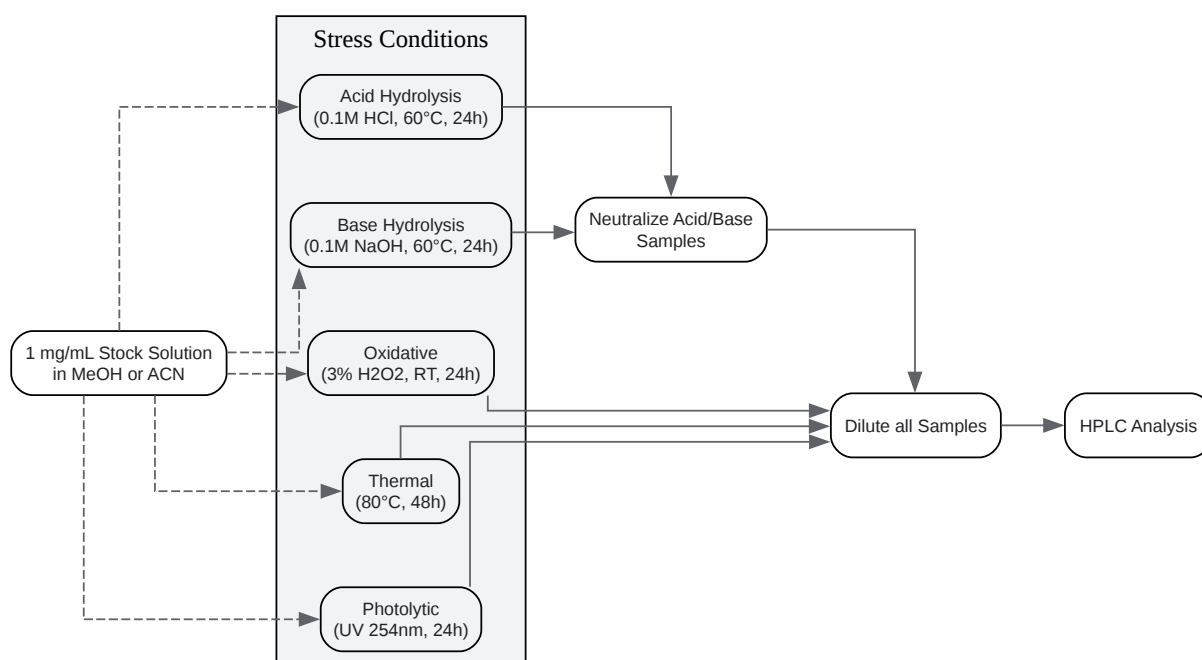 Stress Conditions
Acid Hydrolysis
(0.1M HCl, 60°C, 24h)
Base Hydrolysis
(0.1M NaOH, 60°C, 24h)
Neutralize Acid/Base
Samples
1 mg/mL Stock Solution
in MeOH or ACN
Oxidative
(3% H2O2, RT, 24h)
Dilute all Samples
HPLC Analysis
Thermal
(80°C, 48h)
Photolytic
(UV 254nm, 24h)